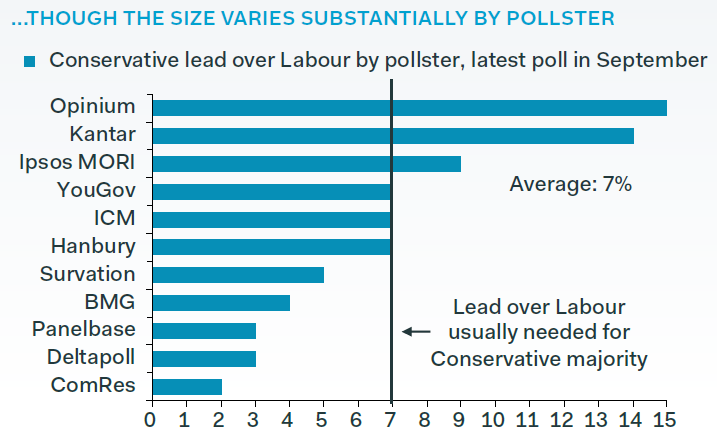 ...THOUGH THE SIZE VARIES SUBSTANTIALLY BY POLLSTER
Conservative lead over Labour by pollster, latest poll in September
Opinium
Kantar
Ipsos MORI
YouGov
ICM
Hanbury
Survation
BMG
Panelbase
Deltapoll
ComRes
Average: 7%
Lead over Labour
usually needed for
Conservative majority
0 1 2 3 4 5 6 7 8 9 10 11 12 13 14 15